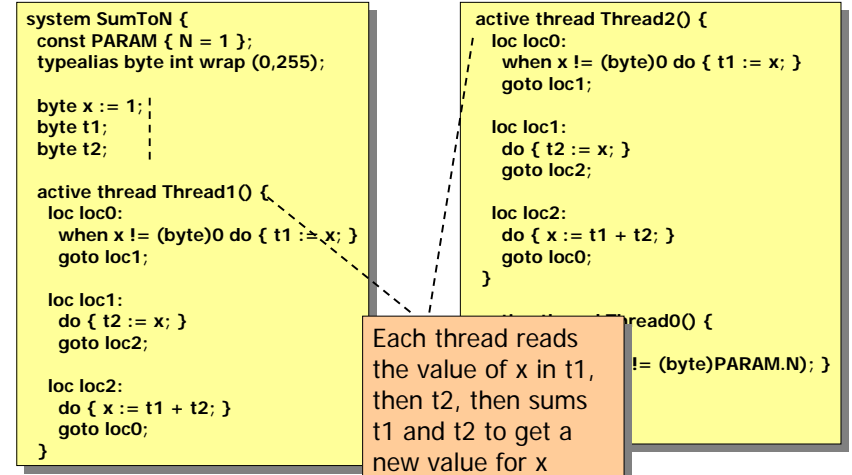 system SumToN {
const PARAM { N = 1 };
typealias byte int wrap (0,255);
byte x := 1;
byte t1;
byte t2;
active thread Thread1() {
loc loc0:
when x != (byte)0 do { t1 := x; }
goto loc1;
loc loc1:
do { t2 := x; }
goto loc2;
loc loc2:
do { x := t1 + t2; }
goto loc0;
}
active thread Thread2() {
loc loc0:
when x != (byte)0 do { t1 := x; }
goto loc1;
loc loc1:
do { t2 := x; }
goto loc2;
loc loc2:
do { x := t1 + t2; }
goto loc0;
}
Thread0() {
!= (byte)PARAM.N); }
Each thread reads
the value of x in t1,
then t2, then sums
t1 and t2 to get a
new value for x